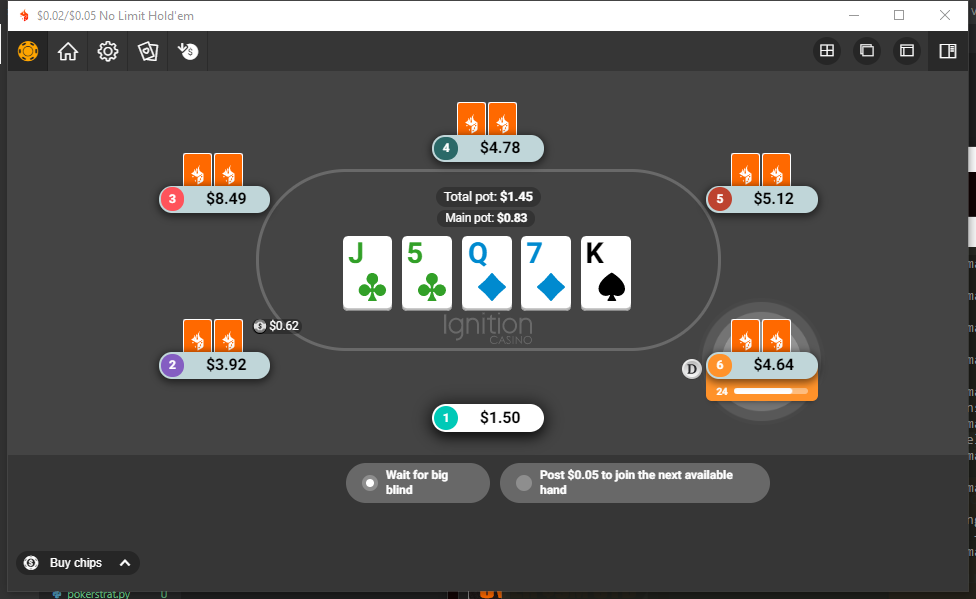 $0.02/$0.05 No Limit Hold'em
4 $4.78
3 $8.49
5 $5.12
Total pot: $1.45
Main pot: $0.83
J 5 Q 7 K
Ignition
CASINO
$0.62
2 $3.92
D
6 $4.64
24
1 $1.50
Wait for big
blind
Post $0.05 to join the next available
hand
Buy chips
pokerstrat.py U